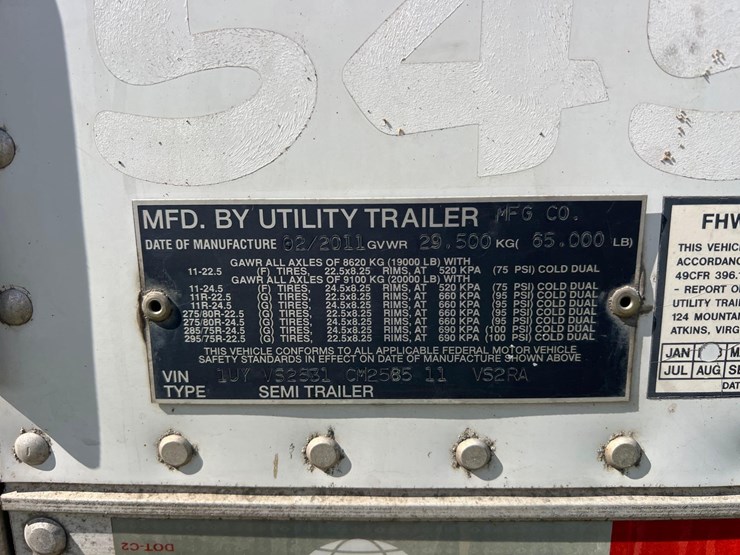 545
MFD. BY UTILITY TRAILER MFG CO.
DATE OF MANUFACTURE 02/2011 GVWR 29.500 KG( 65.000 LB)
GAWR ALL AXLES OF 8620 KG (19000 LB) WITH
11-22.5 (F) TIRES, 22.5x8.25 RIMS, AT 520 KPA (75 PSI) COLD DUAL
GAWR ALL AXLES OF 9100 KG (20000 LB) WITH
11-24.5 (F) TIRES, 24.5x8.25 RIMS, AT 520 KPA (75 PSI) COLD DUAL
11R-22.5 (G) TIRES, 22.5x8.25 RIMS, AT 660 KPA (95 PSI) COLD DUAL
11R-24.5 (G) TIRES, 24.5x8.25 RIMS, AT 660 KPA (95 PSI) COLD DUAL
275/80R-22.5 (G) TIRES, 22.5x8.25 RIMS, AT 660 KPA (95 PSI) COLD DUAL
275/80R-24.5 (G) TIRES, 24.5x8.25 RIMS, AT 660 KPA (95 PSI) COLD DUAL
285/75R-24.5 (G) TIRES, 24.5x8.25 RIMS, AT 690 KPA (100 PSI) COLD DUAL
295/75R-22.5 (G) TIRES, 22.5x8.25 RIMS, AT 690 KPA (100 PSI) COLD DUAL
THIS VEHICLE CONFORMS TO ALL APPLICABLE FEDERAL MOTOR VEHICLE
SAFETY STANDARDS IN EFFECT ON DATE OF MANUFACTURE SHOWN ABOVE
VIN 1UY VS2531 CM2585 11 VS2RA
TYPE SEMI TRAILER
FHW
THIS VEHIC
ACCORDANC
49CFR 396.
- REPORT O
UTILITY TRAI
124 MOUNTAI
ATKINS, VIRG
JAN M
JUL AUG SE
DAT
DOT-C2